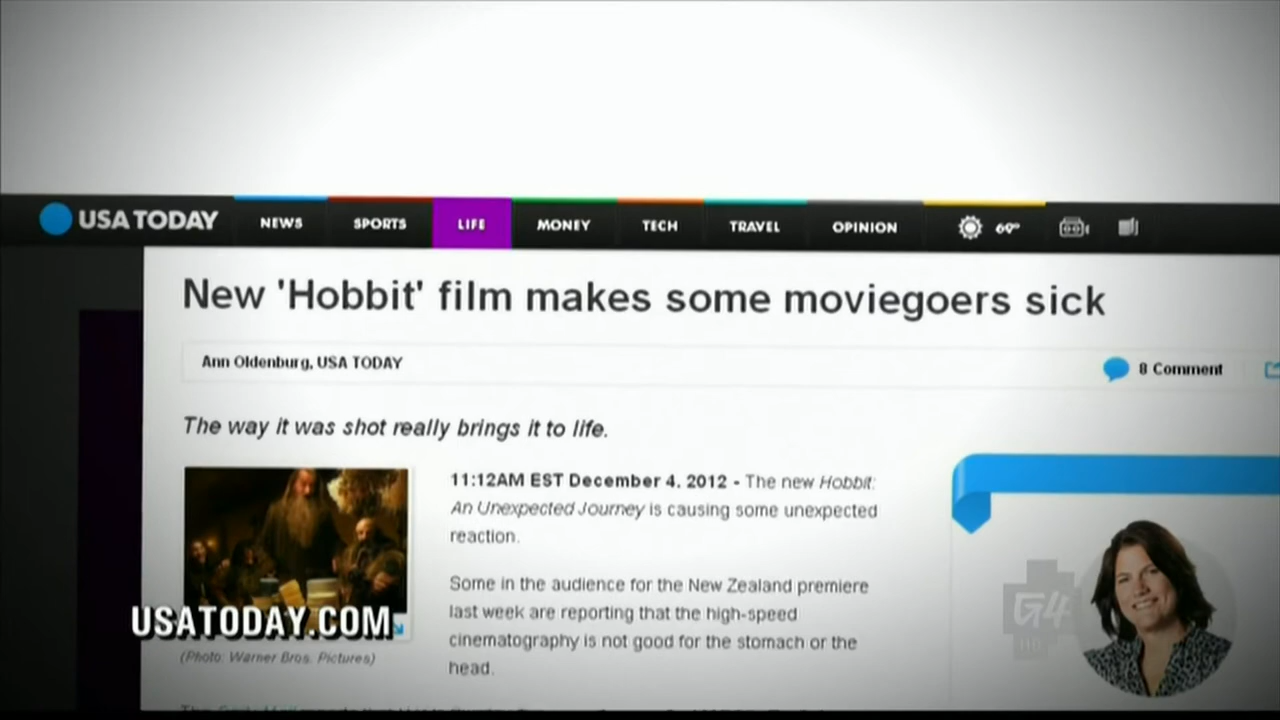 USA TODAY NEWS SPORTS LIFE MONEY TECH TRAVEL OPINION 69°
New 'Hobbit' film makes some moviegoers sick
Ann Oldenburg, USA TODAY
8 Comment
The way it was shot really brings it to life.
11:12AM EST December 4, 2012 - The new Hobbit:
An Unexpected Journey is causing some unexpected
reaction.
Some in the audience for the New Zealand premiere
last week are reporting that the high-speed
cinematography is not good for the stomach or the
head.
USATODAY.COM
(Photo: Warner Bros. Pictures)
G4
HD